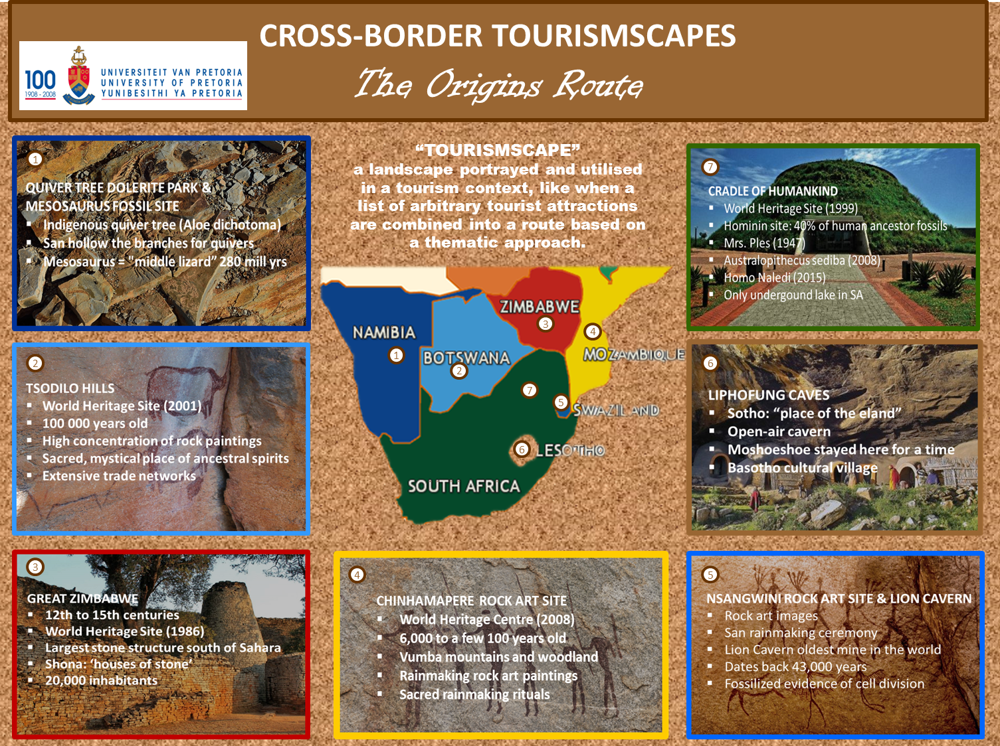 CROSS-BORDER TOURISMSCAPES
The Origins Route
100
1908 - 2008
UNIVERSITEIT VAN PRETORIA
UNIVERSITY OF PRETORIA
YUNIBESITHI YA PRETORIA
1
QUIVER TREE DOLERITE PARK &
MESOSAURUS FOSSIL SITE
▪ Indigenous quiver tree (Aloe dichotoma)
▪ San hollow the branches for quivers
▪ Mesosaurus = "middle lizard” 280 mill yrs
“TOURISMSCAPE”
a landscape portrayed and utilised
in a tourism context, like when a
list of arbitrary tourist attractions
are combined into a route based on
a thematic approach.
7
CRADLE OF HUMANKIND
▪ World Heritage Site (1999)
▪ Hominin site: 40% of human ancestor fossils
▪ Mrs. Ples (1947)
▪ Australopithecus sediba (2008)
▪ Homo Naledi (2015)
▪ Only undergound lake in SA
ZIMBABWE
3
NAMIBIA
4
1
BOTSWANA
MOZAMBIQUE
2
7
5
SWAZILAND
6
LESOTHO
SOUTH AFRICA
2
TSODILO HILLS
▪ World Heritage Site (2001)
▪ 100 000 years old
▪ High concentration of rock paintings
▪ Sacred, mystical place of ancestral spirits
▪ Extensive trade networks
6
LIPHOFUNG CAVES
▪ Sotho: “place of the eland”
▪ Open-air cavern
▪ Moshoeshoe stayed here for a time
▪ Basotho cultural village
3
GREAT ZIMBABWE
▪ 12th to 15th centuries
▪ World Heritage Site (1986)
▪ Largest stone structure south of Sahara
▪ Shona: ‘houses of stone’
▪ 20,000 inhabitants
4
CHINHAMAPERE ROCK ART SITE
▪ World Heritage Centre (2008)
▪ 6,000 to a few 100 years old
▪ Vumba mountains and woodland
▪ Rainmaking rock art paintings
▪ Sacred rainmaking rituals
5
NSANGWINI ROCK ART SITE & LION CAVERN
▪ Rock art images
▪ San rainmaking ceremony
▪ Lion Cavern oldest mine in the world
▪ Dates back 43,000 years
▪ Fossilized evidence of cell division